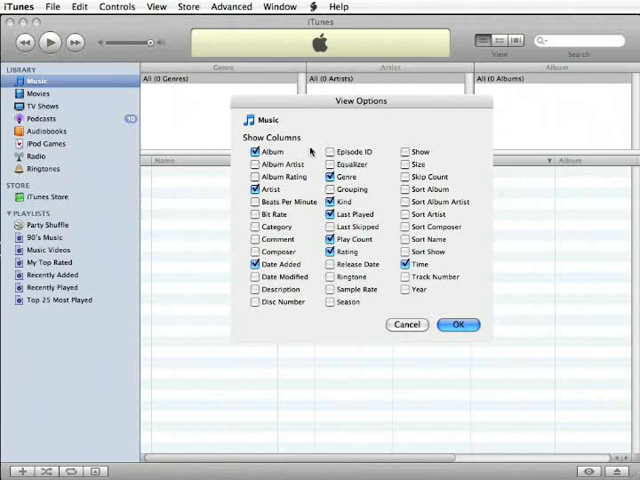 iTunes File Edit Controls View Store Advanced Window Help
iTunes
View Search
LIBRARY
Music
Movies
TV Shows
Podcasts 10
Audiobooks
iPod Games
Radio
Ringtones
STORE
iTunes Store
PLAYLISTS
Party Shuffle
90's Music
Music Videos
My Top Rated
Recently Added
Recently Played
Top 25 Most Played
Genre Artist Album
All (0 Genres) All (0 Artists) All (0 Albums)
Name Album
View Options
Music
Show Columns
Album
Album Artist
Album Rating
Artist
Beats Per Minute
Bit Rate
Category
Comment
Composer
Date Added
Date Modified
Description
Disc Number
Episode ID
Equalizer
Genre
Grouping
Kind
Last Played
Last Skipped
Play Count
Rating
Release Date
Ringtone
Sample Rate
Season
Show
Size
Skip Count
Sort Album
Sort Album Artist
Sort Artist
Sort Composer
Sort Name
Sort Show
Time
Track Number
Year
Cancel OK